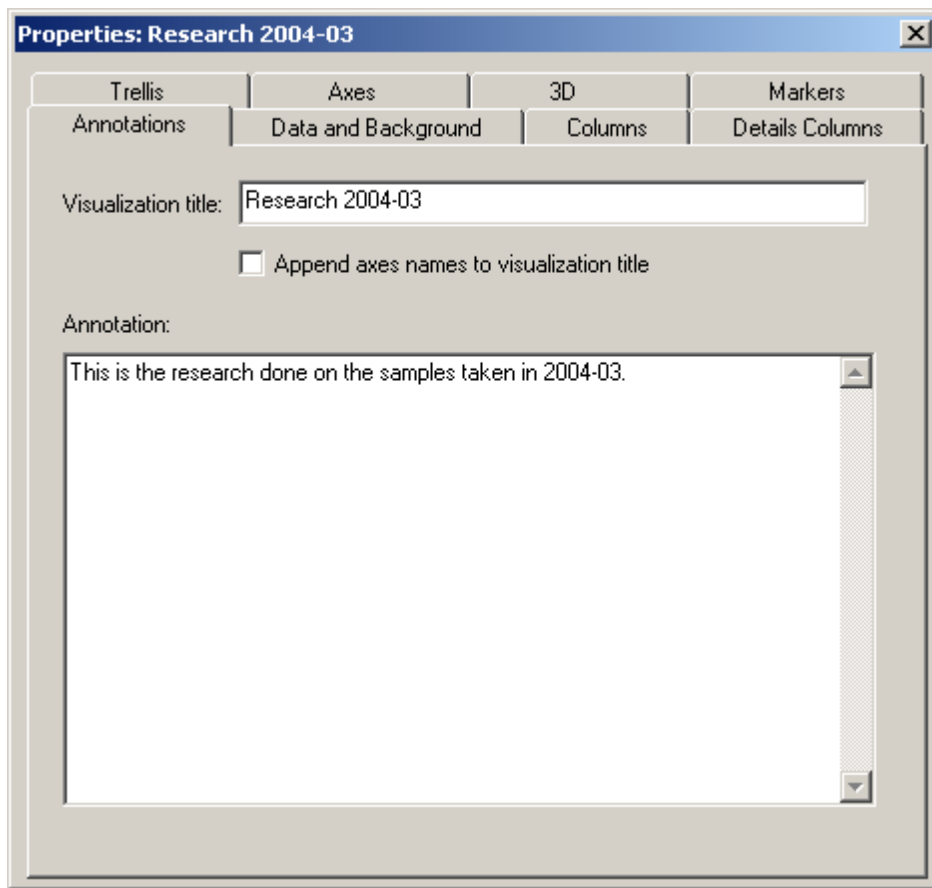 Properties: Research 2004-03
Trellis Axes 3D Markers
Annotations Data and Background Columns Details Columns
Visualization title: Research 2004-03
Append axes names to visualization title
Annotation:
This is the research done on the samples taken in 2004-03.